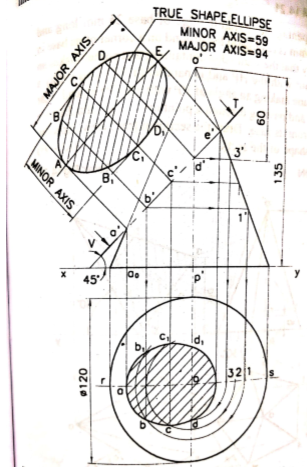 TRUE SHAPE,ELLIPSE
MINOR AXIS=59
MAJOR AXIS=94
MAJOR AXIS
MINOR AXIS
E
D
C
B
A
D₁
C₁
B₁
o'
T
e'
60
d'
3'
135
c'
b'
1'
a'
V
x
45°
a₀
p'
y
ø120
c₁
d₁
b₁
r
a
o
3 2 1
s
b
c
d